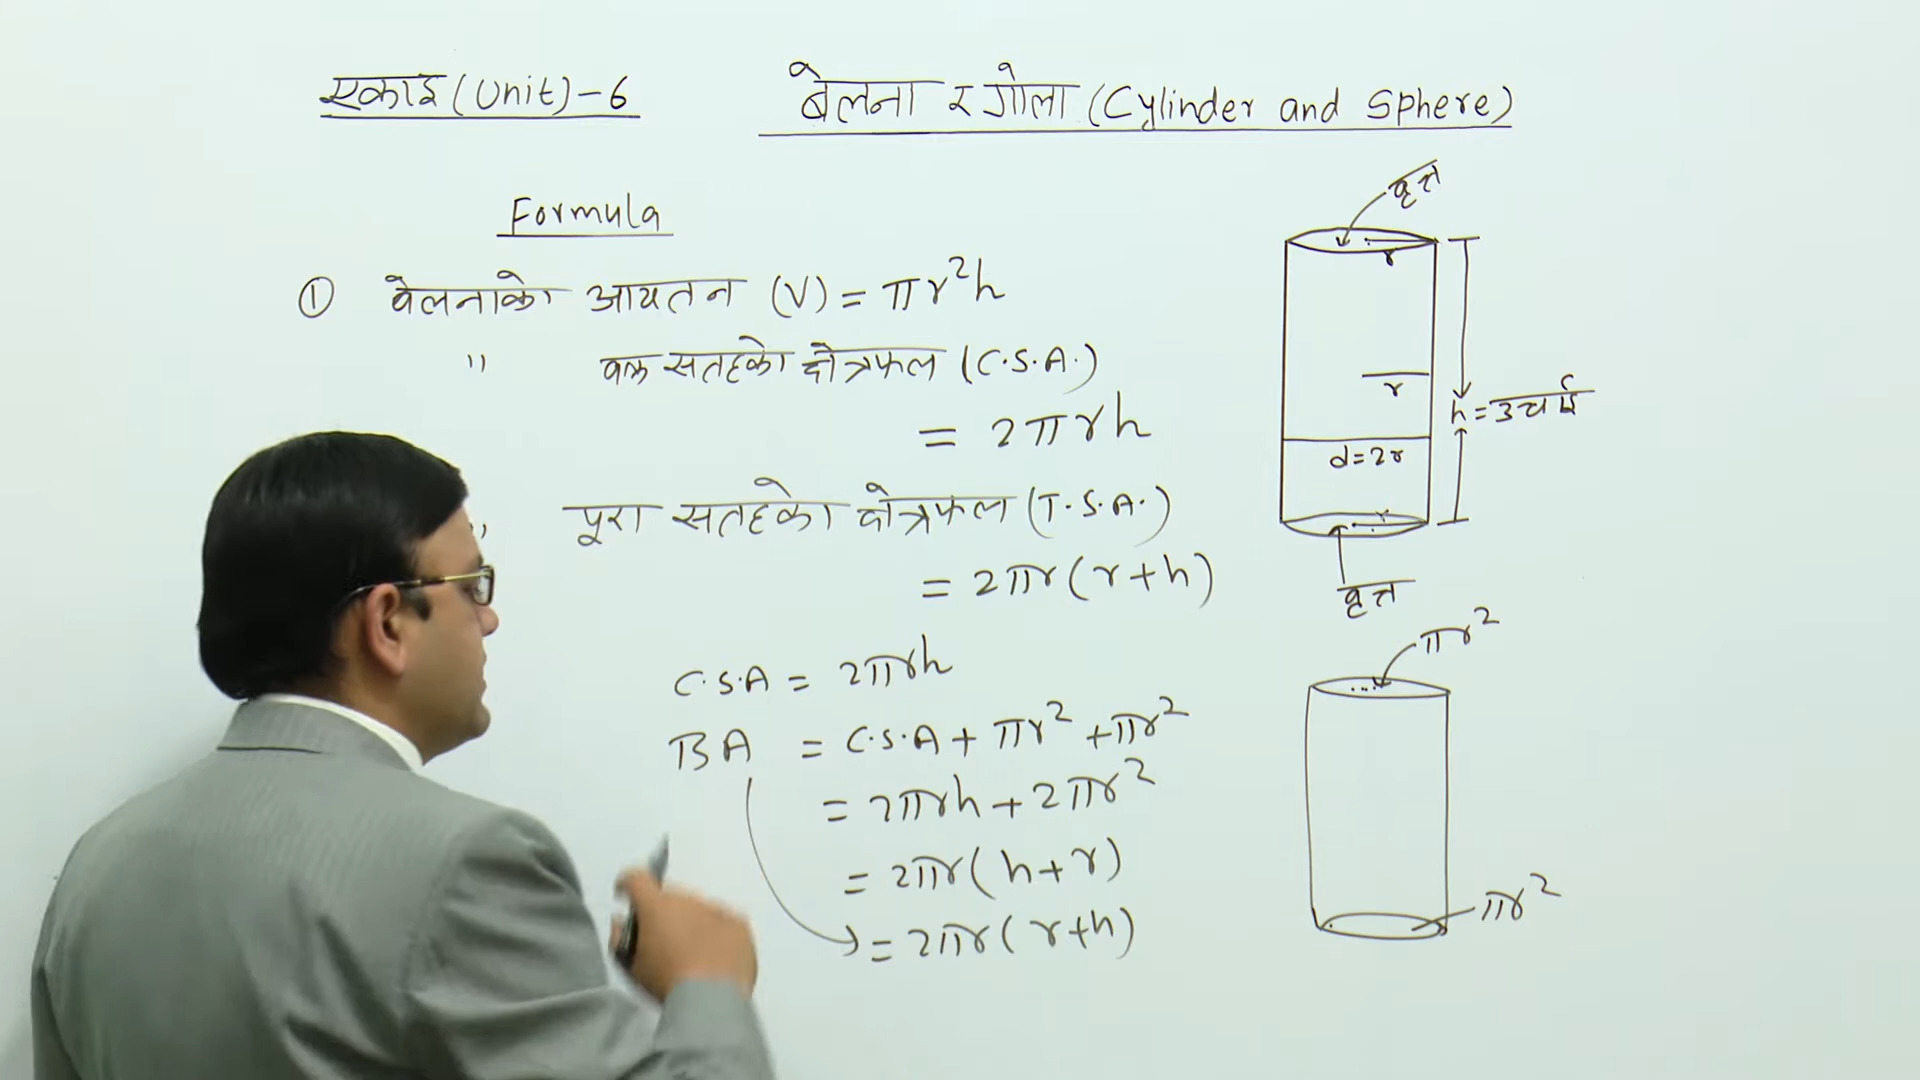 एकाइ (Unit)-6
बेलना र गोला (Cylinder and Sphere)
Formula
① बेलनाको आयतन (V) = πr²h
" वक्र सतहको क्षेत्रफल (C.S.A.)
= 2πrh
" पूरा सतहको क्षेत्रफल (T.S.A.)
= 2πr(r+h)
C.S.A = 2πrh
BA = C.S.A + πr² + πr²
= 2πrh + 2πr²
= 2πr(h+r)
= 2πr(r+h)
वृत्त
r
r
h = उचाई
d=2r
r
वृत्त
πr²
πr²